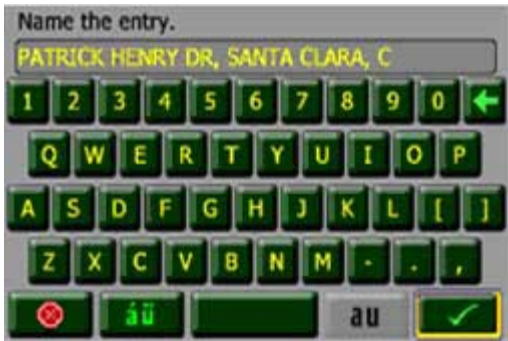 Name the entry.
PATRICK HENRY DR, SANTA CLARA, C
1 2 3 4 5 6 7 8 9 0
Q W E R T Y U I O P
A S D F G H J K L [ ]
Z X C V B N M - . ,
áü au